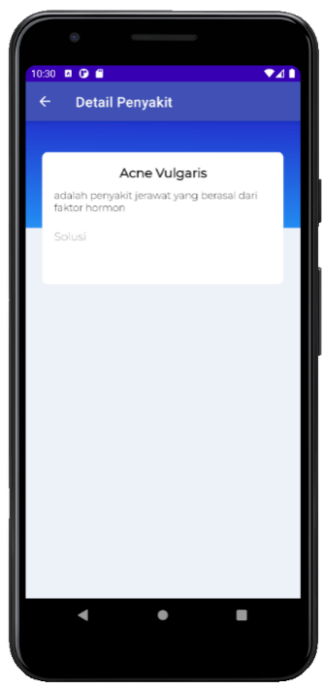 10:30
Detail Penyakit
Acne Vulgaris
adalah penyakit jerawat yang berasal dari
faktor hormon
Solusi